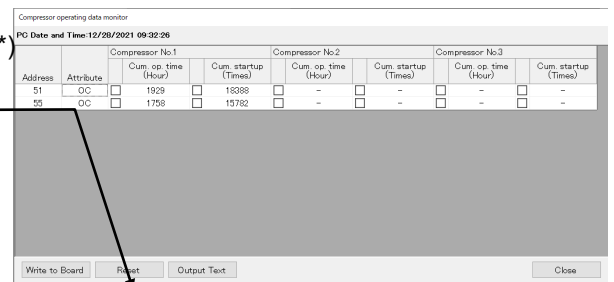 Compressor operating data monitor
*)
PC Date and Time:12/28/2021 09:32:26
Compressor No.1 Compressor No.2 Compressor No.3
Address Attribute Cum. op. time (Hour) Cum. startup (Times) Cum. op. time (Hour) Cum. startup (Times) Cum. op. time (Hour) Cum. startup (Times)
51 OC 1929 18388 - - - -
55 OC 1758 15782 - - - -
Write to Board Reset Output Text Close